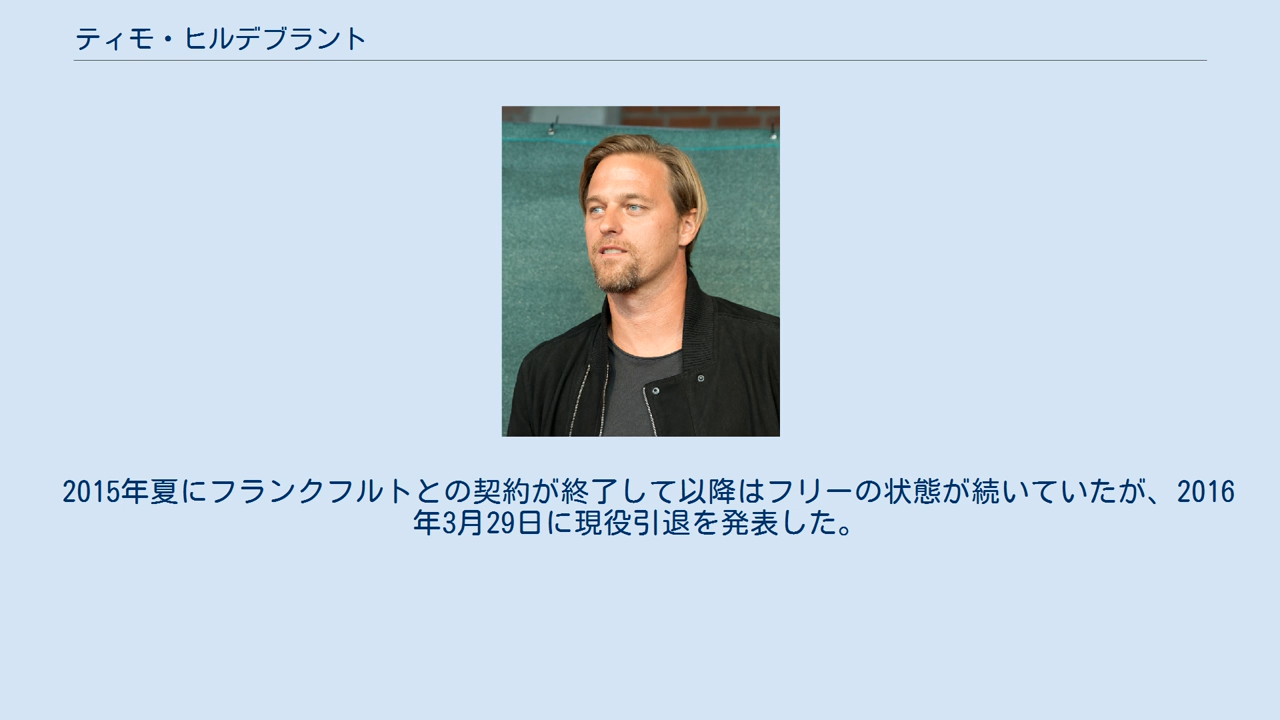 ティモ・ヒルデブラント
2015年夏にフランクフルトとの契約が終了して以降はフリーの状態が続いていたが、2016
年3月29日に現役引退を発表した。